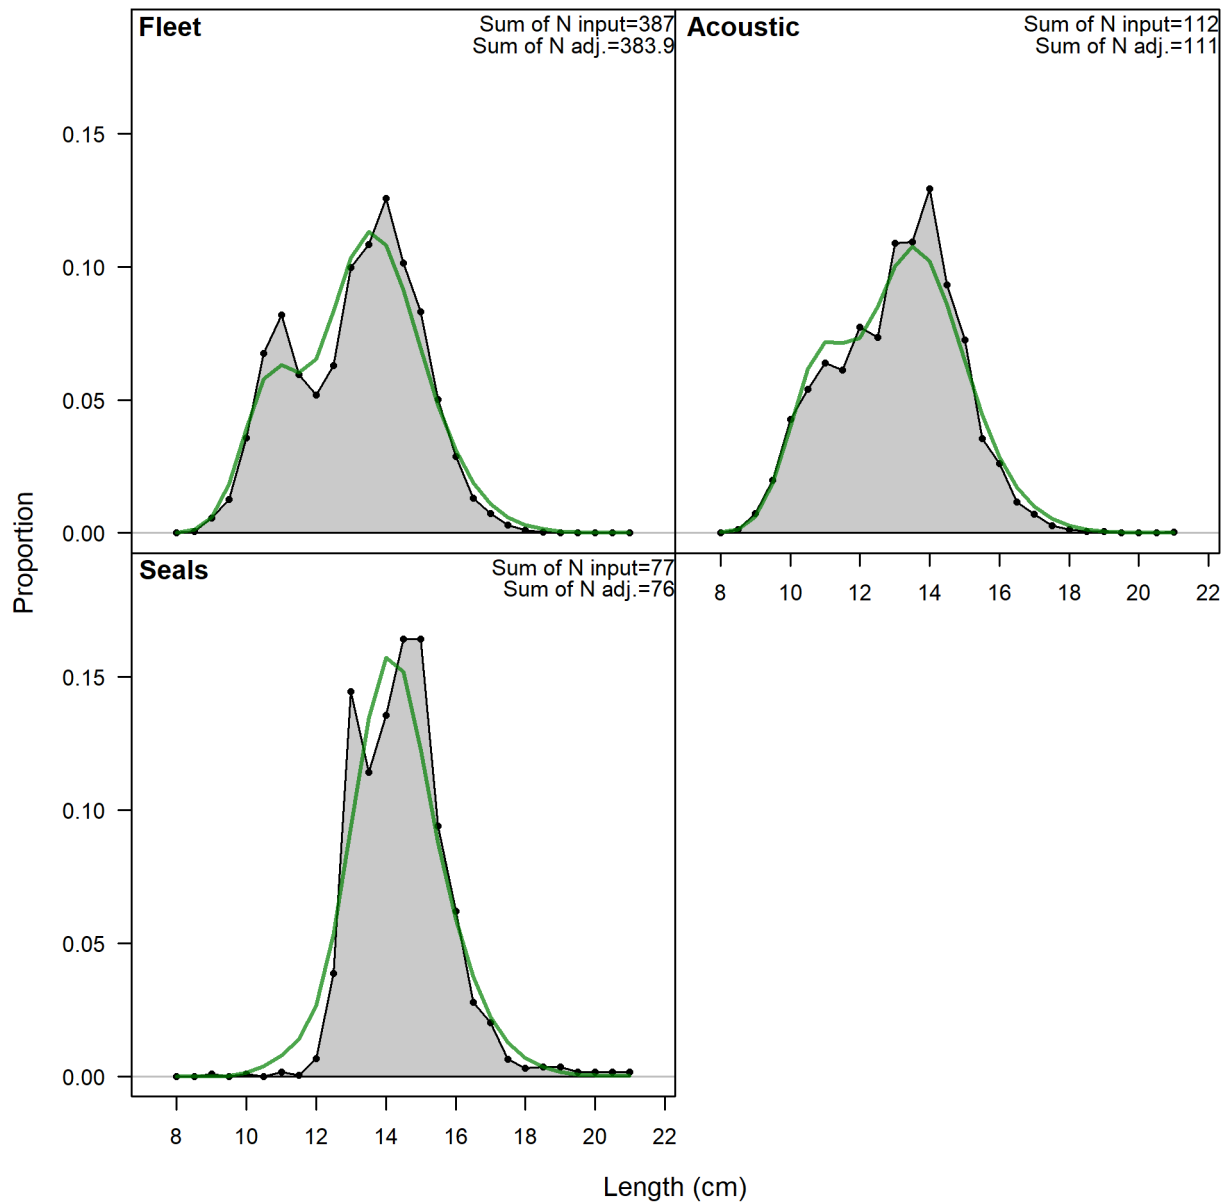 Fleet
Sum of N input=387
Sum of N adj.=383.9
Acoustic
Sum of N input=112
Sum of N adj.=111
0.15
0.10
0.05
0.00
8 10 12 14 16 18 20 22
Seals
Sum of N input=77
Sum of N adj.=76
0.15
0.10
0.05
0.00
8 10 12 14 16 18 20 22
Proportion
Length (cm)